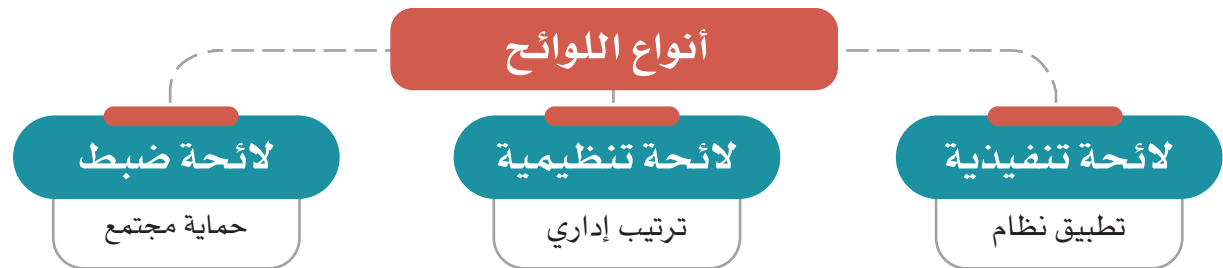 أنواع اللوائح
لائحة تنفيذية
تطبيق نظام
لائحة تنظيمية
ترتيب إداري
لائحة ضبط
حماية مجتمع